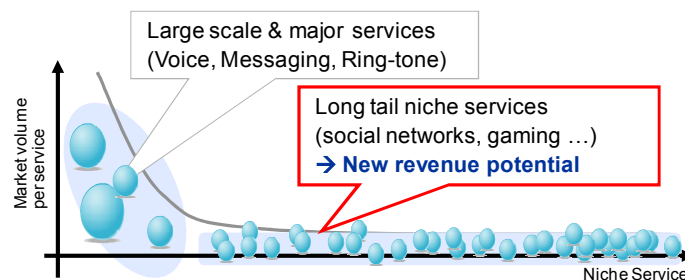 Large scale & major services
(Voice, Messaging, Ring-tone)
Long tail niche services
(social networks, gaming ...)
→ New revenue potential
Market volume
per service
Niche Service